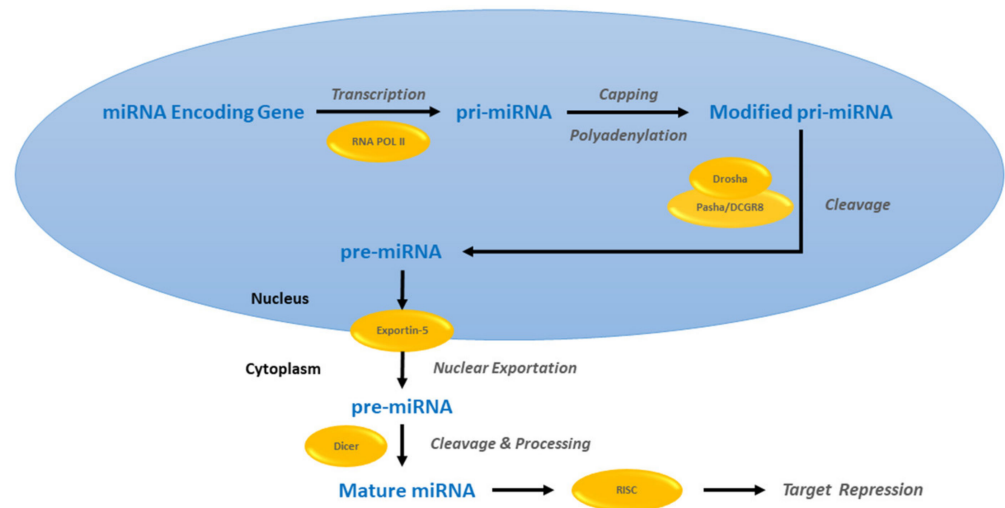 miRNA Encoding Gene
Transcription
RNA POL II
pri-miRNA
Capping
Polyadenylation
Modified pri-miRNA
Drosha
Pasha/DCGR8
Cleavage
pre-miRNA
Nucleus
Exportin-5
Cytoplasm
Nuclear Exportation
pre-miRNA
Dicer
Cleavage & Processing
Mature miRNA
RISC
Target Repression